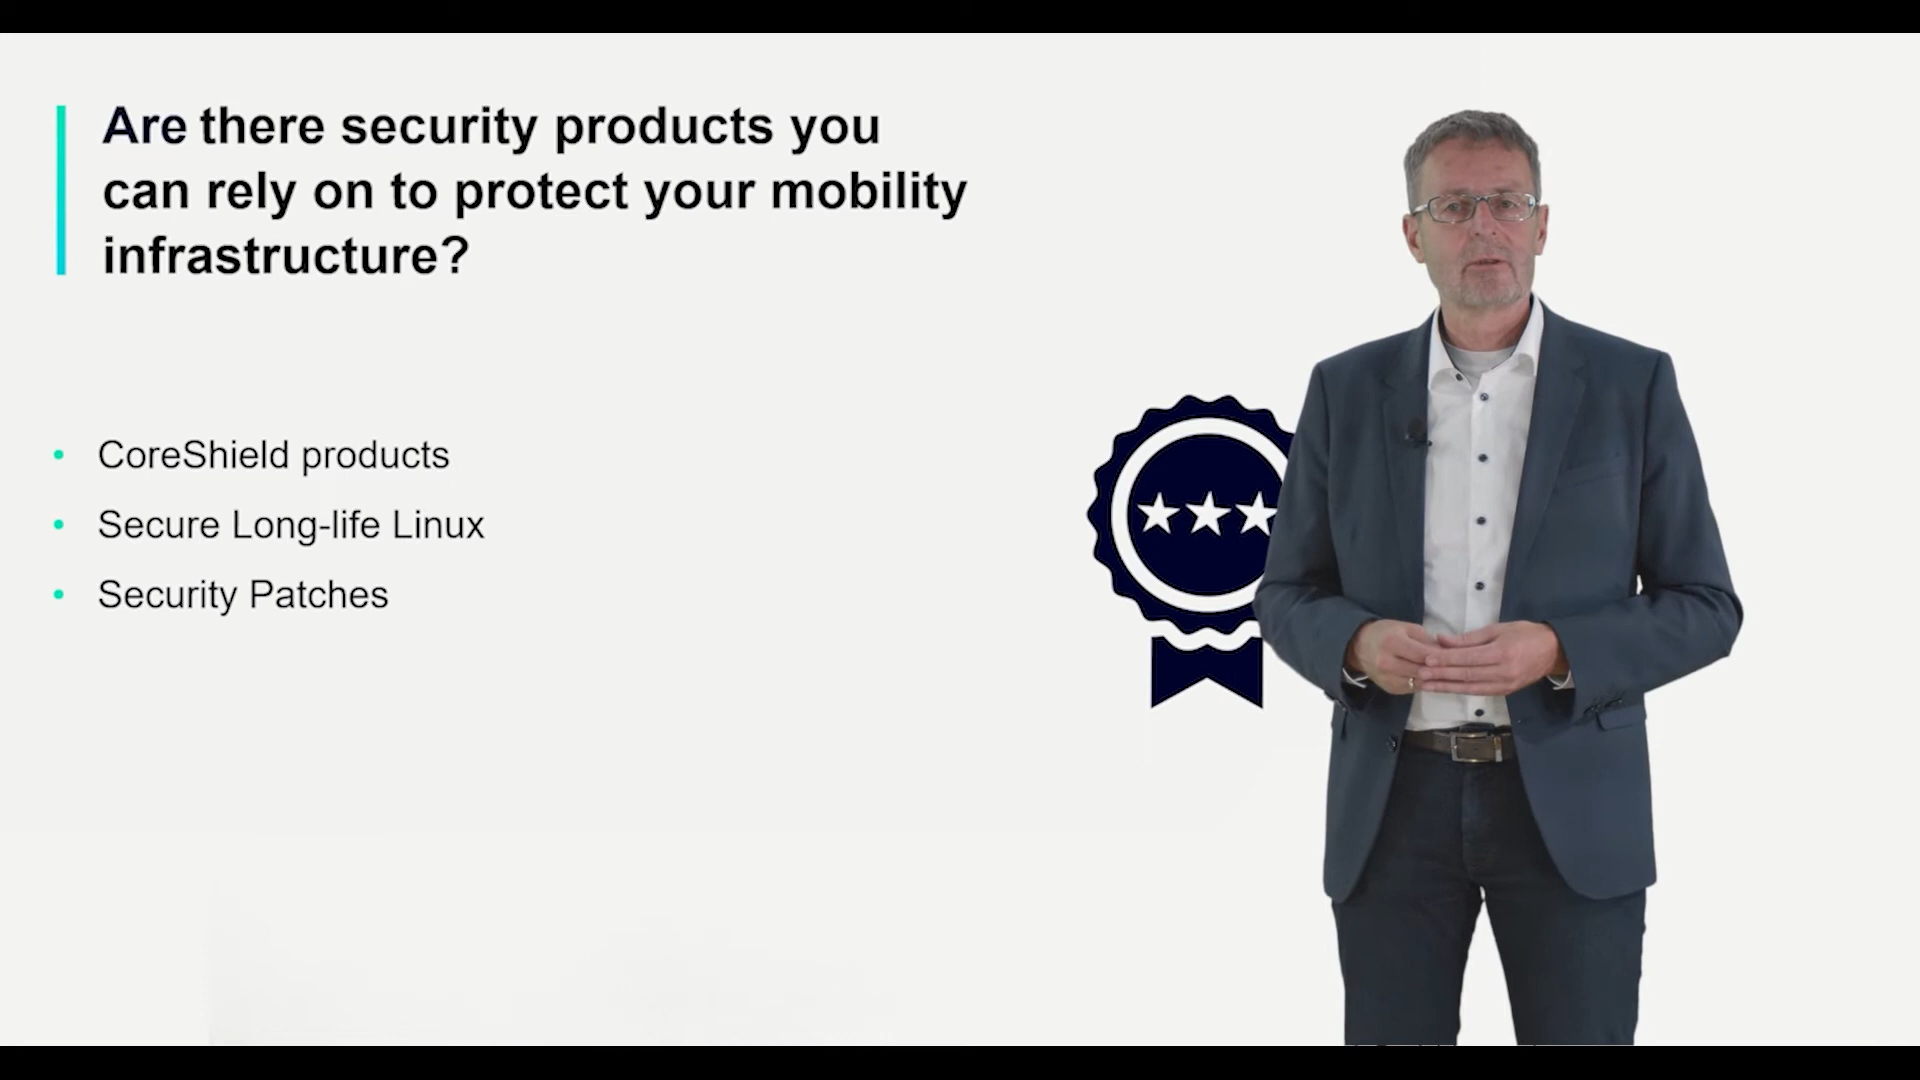 Are there security products you
can rely on to protect your mobility
infrastructure?
CoreShield products
Secure Long-life Linux
Security Patches